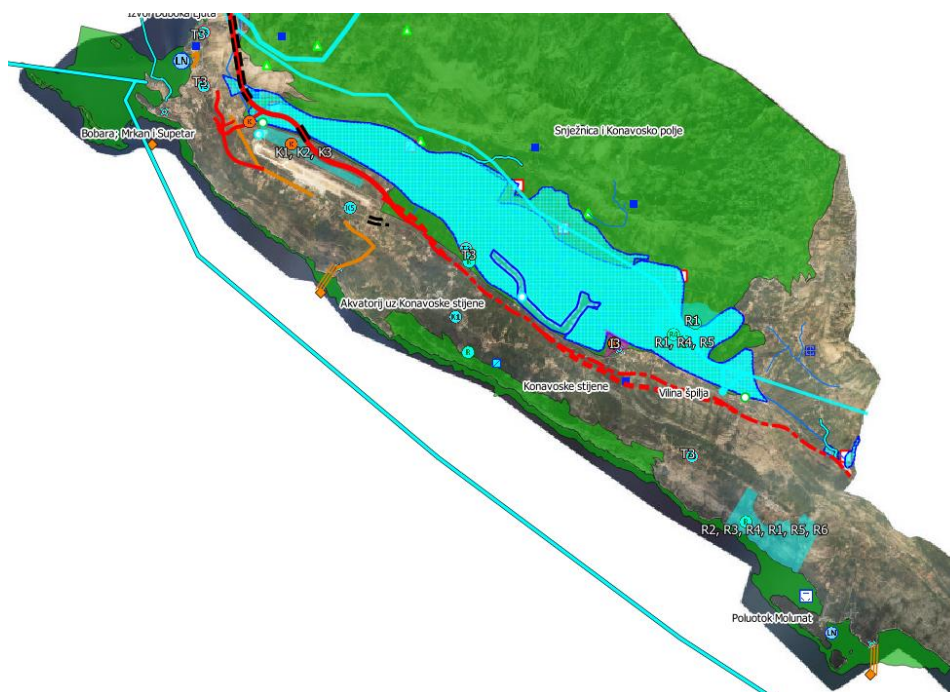 Izvor Duboka Ljuta
T3
LN
T3
Bobara; Mrkan i Supetar
Snježnica i Konavosko polje
K
K
K1, K2, K3
K3
T3
R
Akvatorij uz Konavoske stijene
R1
K3
R1, R4, R5
I3
R
Konavoske stijene
Vilina špilja
T3
R2, R3, R4, R1, R5, R6
Poluotok Molunat
LN